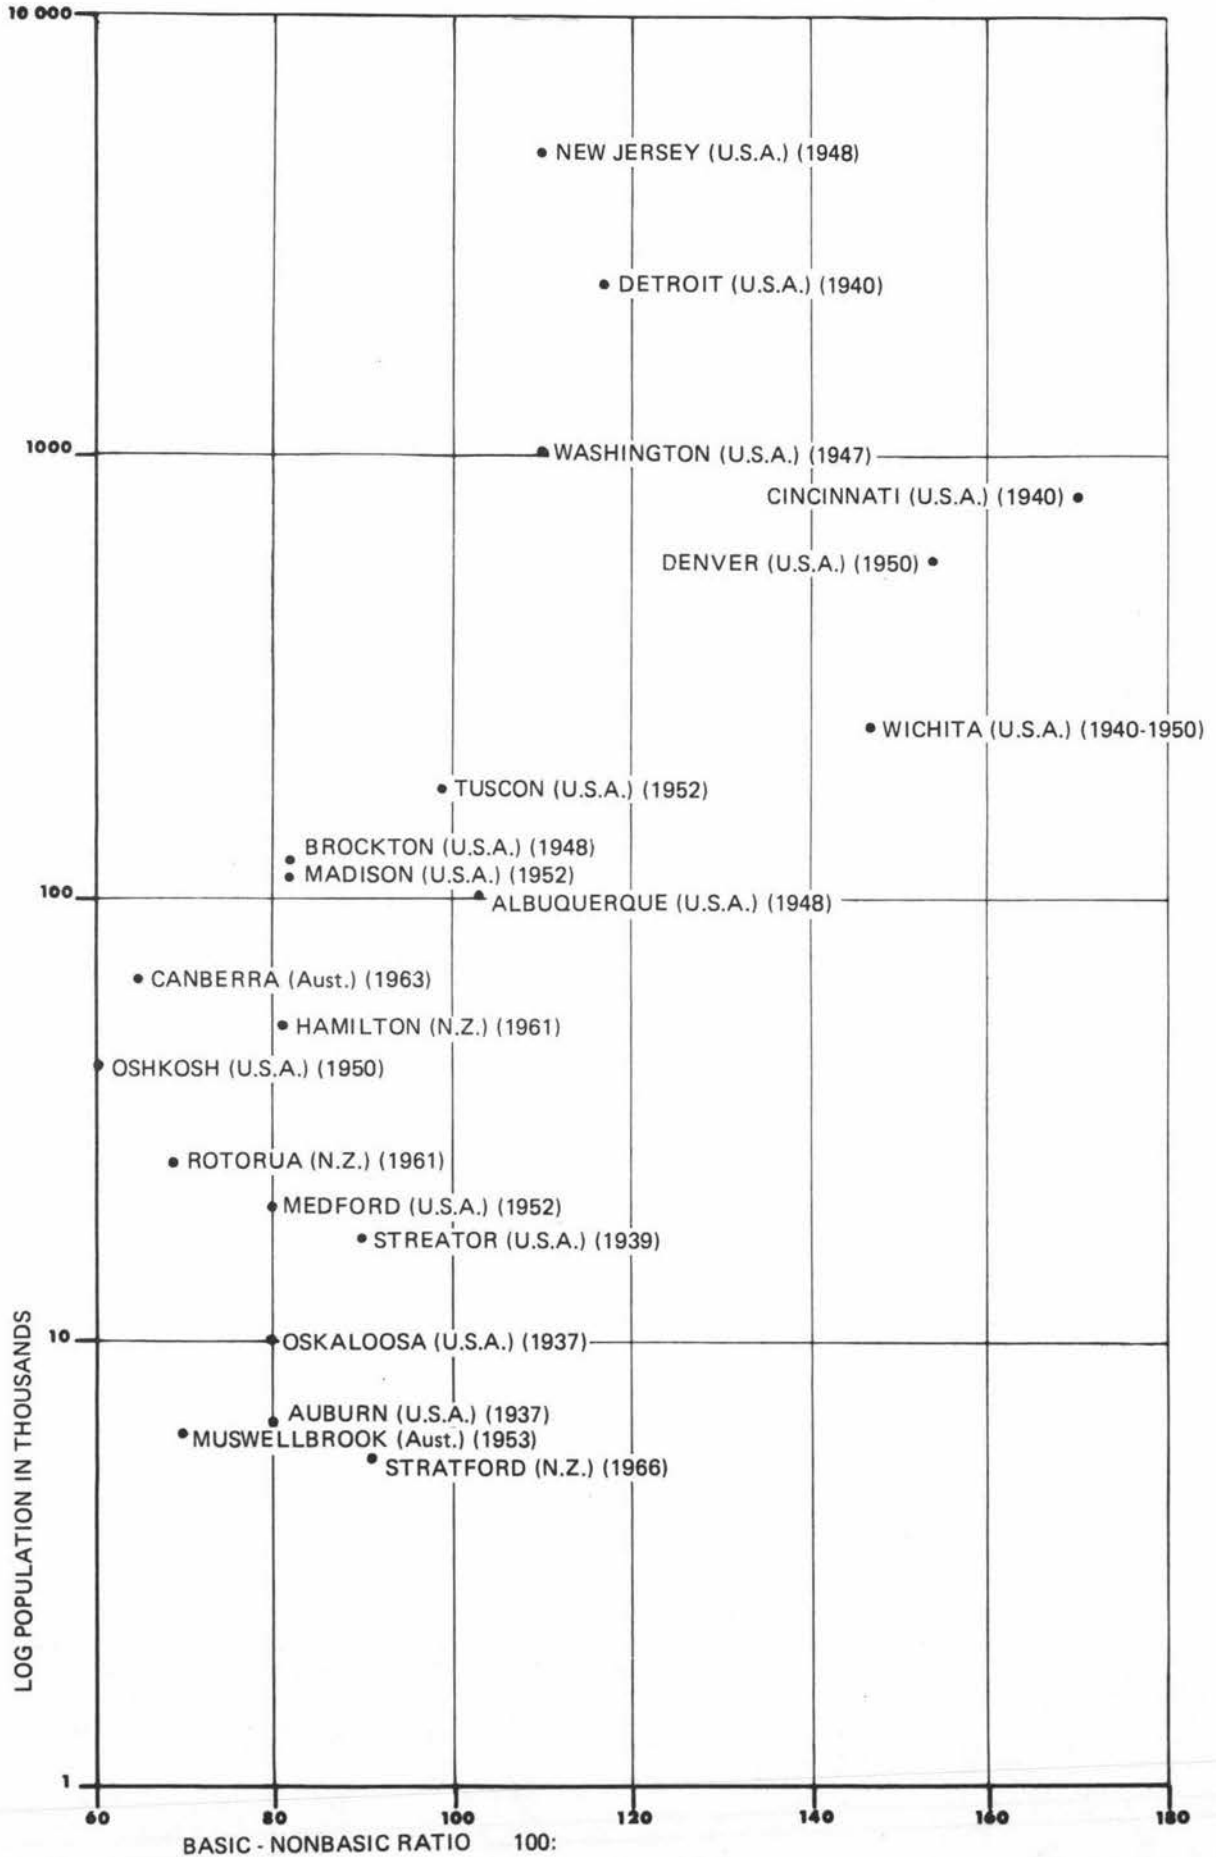 10 000
NEW JERSEY (U.S.A.) (1948)
DETROIT (U.S.A.) (1940)
1000
WASHINGTON (U.S.A.) (1947)
CINCINNATI (U.S.A.) (1940)
DENVER (U.S.A.) (1950)
WICHITA (U.S.A.) (1940-1950)
TUSCON (U.S.A.) (1952)
BROCKTON (U.S.A.) (1948)
MADISON (U.S.A.) (1952)
100
ALBUQUERQUE (U.S.A.) (1948)
CANBERRA (Aust.) (1963)
HAMILTON (N.Z.) (1961)
OSHKOSH (U.S.A.) (1950)
ROTORUA (N.Z.) (1961)
MEDFORD (U.S.A.) (1952)
STREATOR (U.S.A.) (1939)
10
OSKALOOSA (U.S.A.) (1937)
AUBURN (U.S.A.) (1937)
MUSWELLBROOK (Aust.) (1953)
STRATFORD (N.Z.) (1966)
LOG POPULATION IN THOUSANDS
1
60 80 100 120 140 160 180
BASIC - NONBASIC RATIO 100: